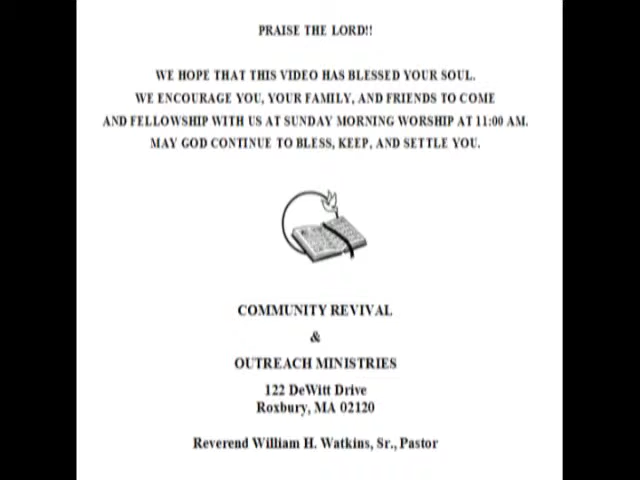 PRAISE THE LORD!!
WE HOPE THAT THIS VIDEO HAS BLESSED YOUR SOUL.
WE ENCOURAGE YOU, YOUR FAMILY, AND FRIENDS TO COME
AND FELLOWSHIP WITH US AT SUNDAY MORNING WORSHIP AT 11:00 AM.
MAY GOD CONTINUE TO BLESS, KEEP, AND SETTLE YOU.
COMMUNITY REVIVAL
&
OUTREACH MINISTRIES
122 DeWitt Drive
Roxbury, MA 02120
Reverend William H. Watkins, Sr., Pastor